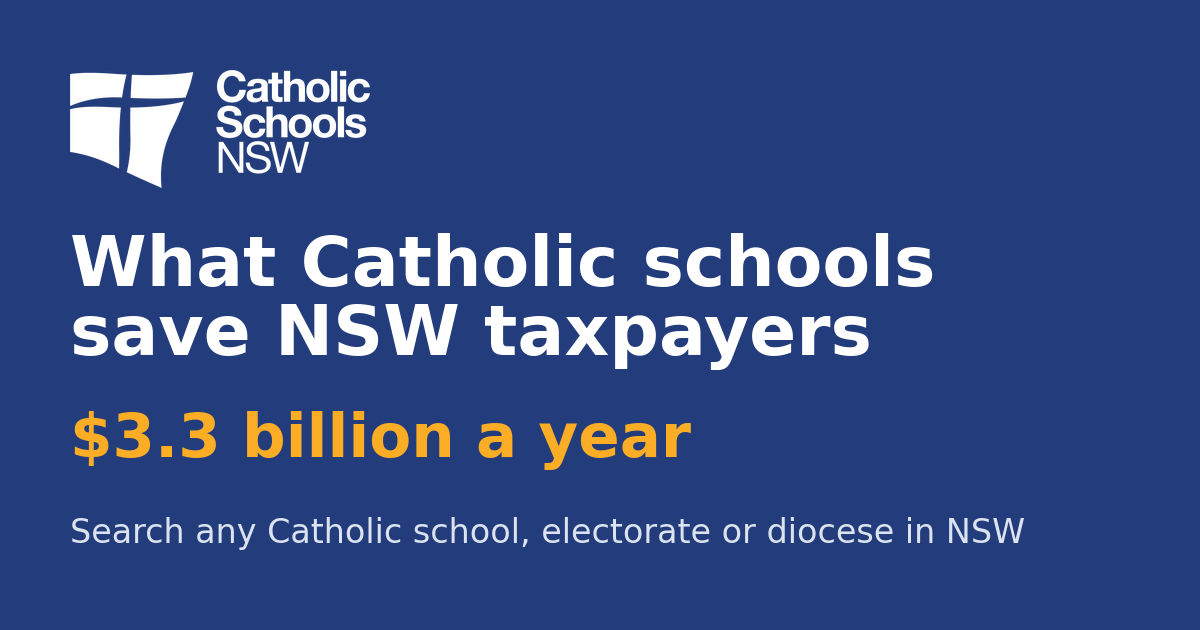 Catholic
Schools
NSW
What Catholic schools
save NSW taxpayers
$3.3 billion a year
Search any Catholic school, electorate or diocese in NSW